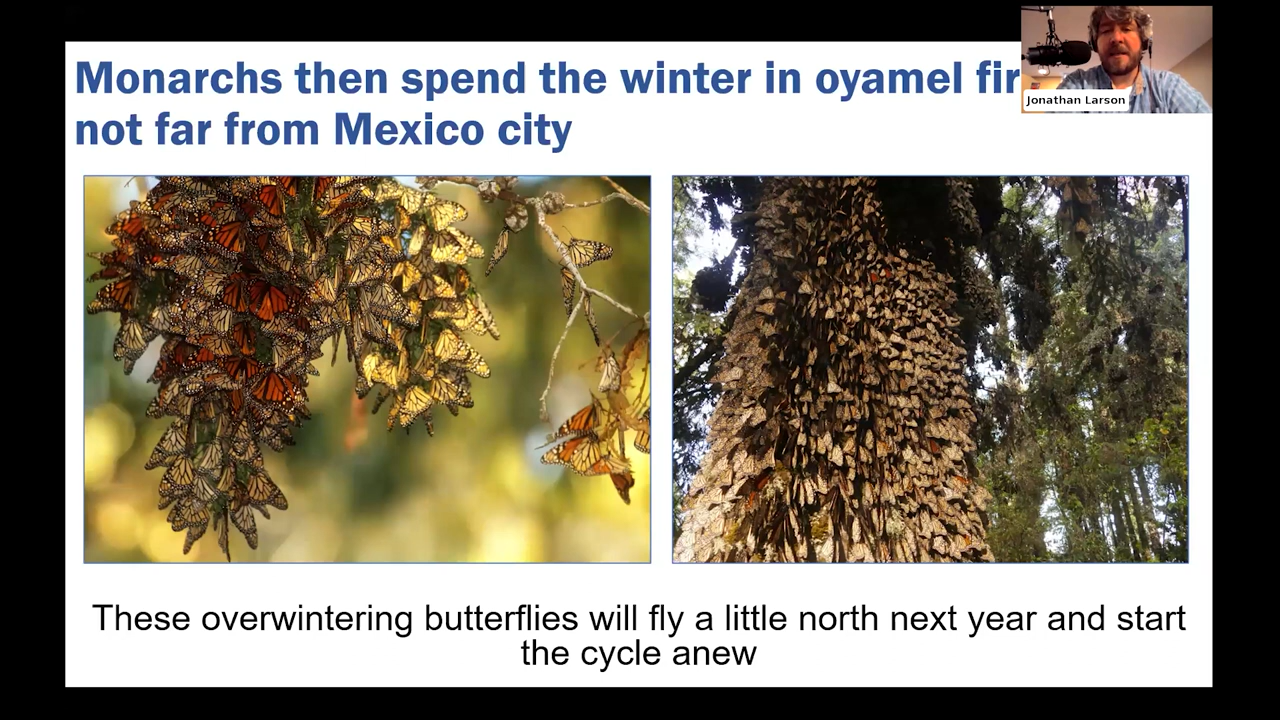 Monarchs then spend the winter in oyamel fir
not far from Mexico city
Jonathan Larson
These overwintering butterflies will fly a little north next year and start
the cycle anew